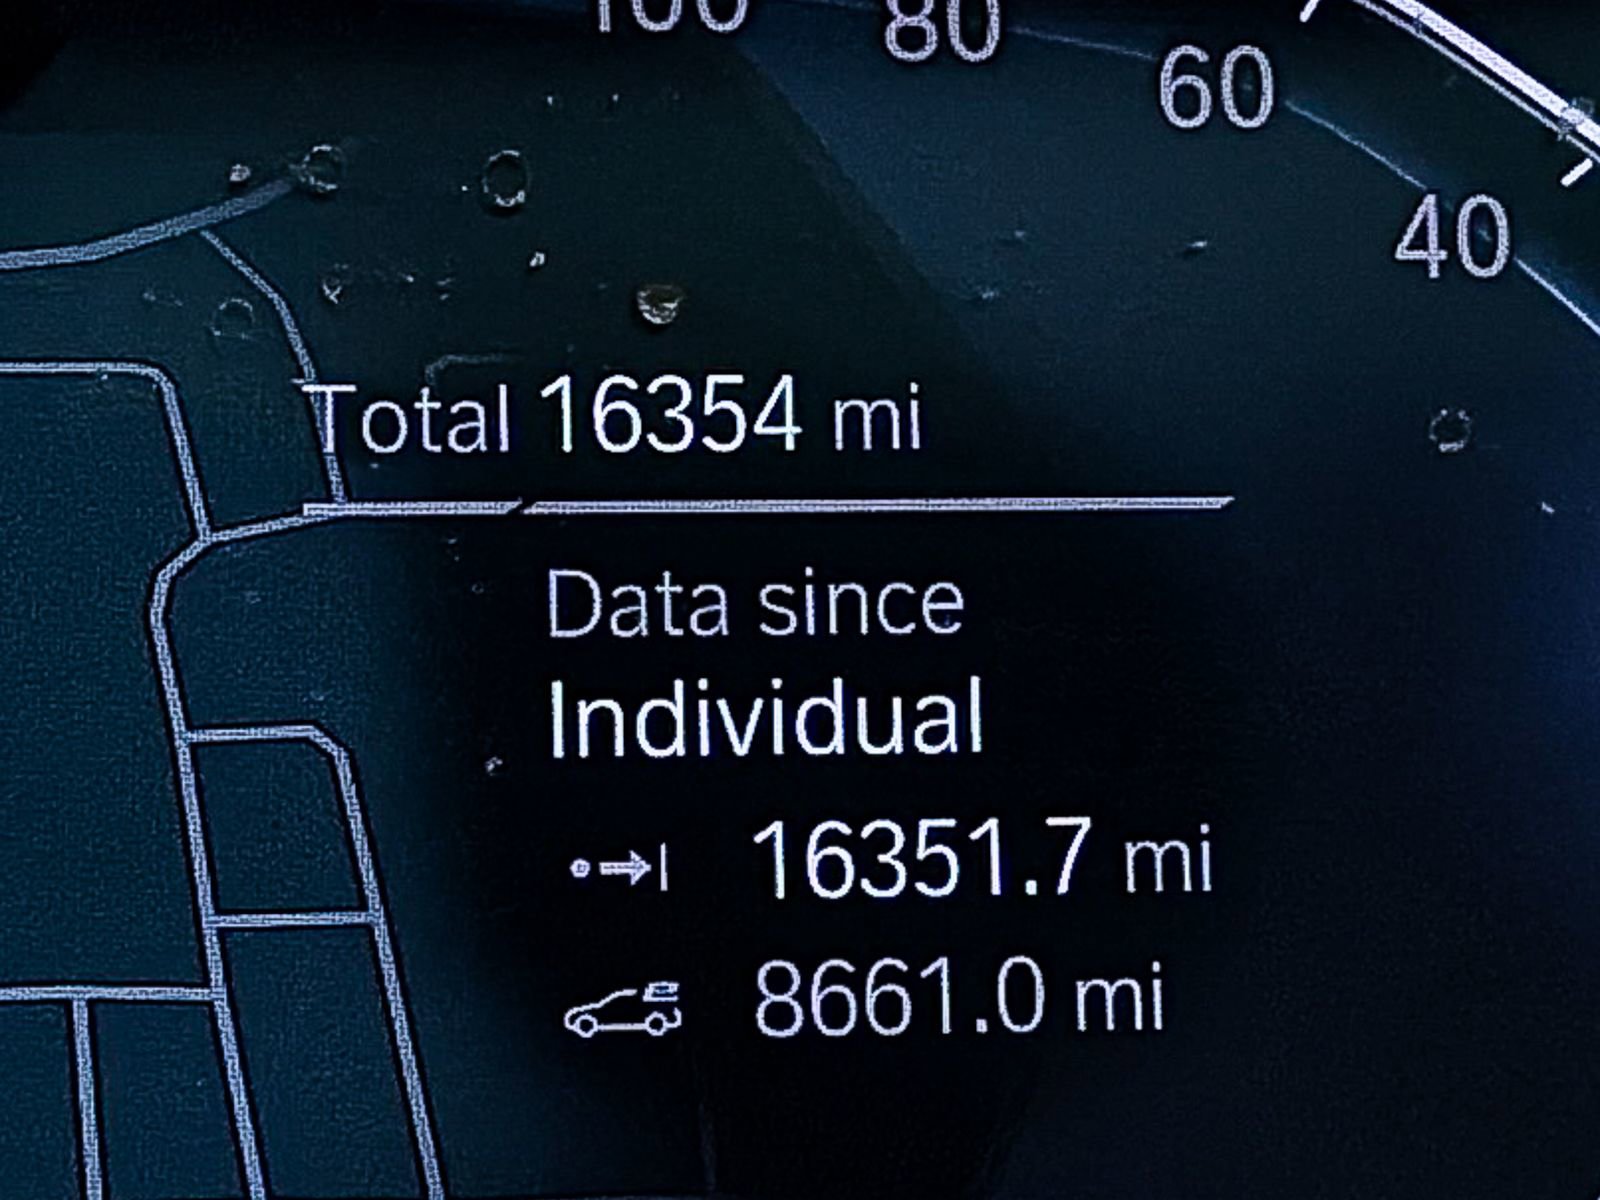 100
80
60
40
Total 16354 mi
Data since
Individual
16351.7 mi
8661.0 mi